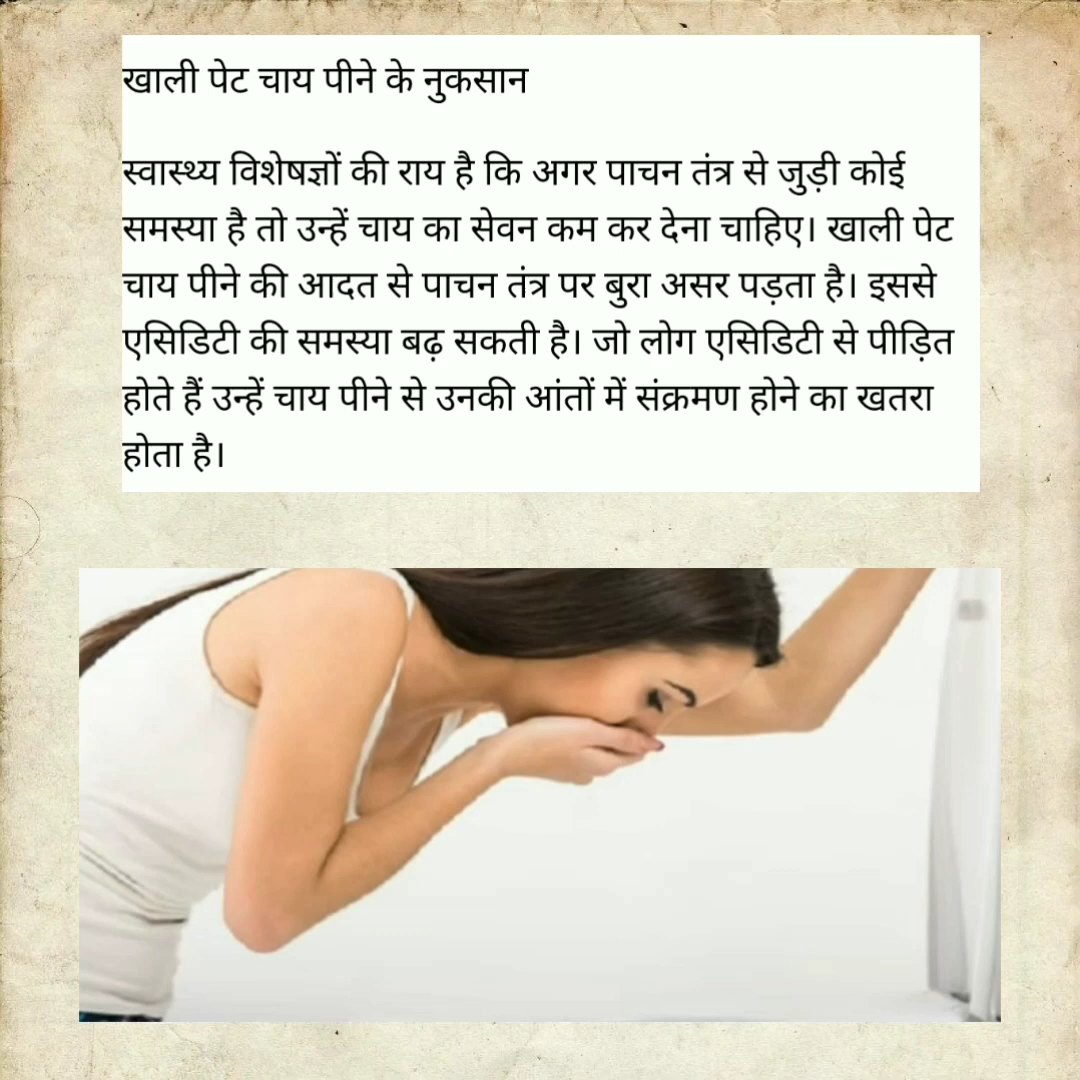 खाली पेट चाय पीने के नुकसान
स्वास्थ्य विशेषज्ञों की राय है कि अगर पाचन तंत्र से जुड़ी कोई
समस्या है तो उन्हें चाय का सेवन कम कर देना चाहिए। खाली पेट
चाय पीने की आदत से पाचन तंत्र पर बुरा असर पड़ता है। इससे
एसिडिटी की समस्या बढ़ सकती है। जो लोग एसिडिटी से पीड़ित
होते हैं उन्हें चाय पीने से उनकी आंतों में संक्रमण होने का खतरा
होता है।